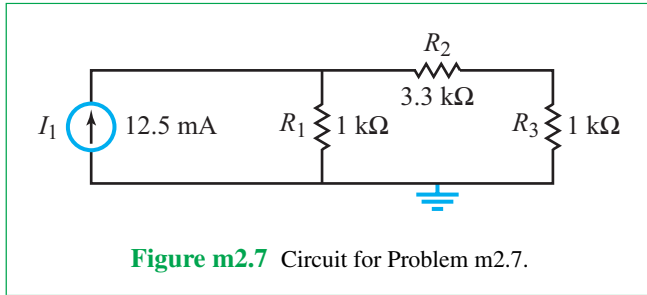 R2
3.3 kΩ
I1 12.5 mA R1 1 kΩ R3 1 kΩ
Figure m2.7 Circuit for Problem m2.7.